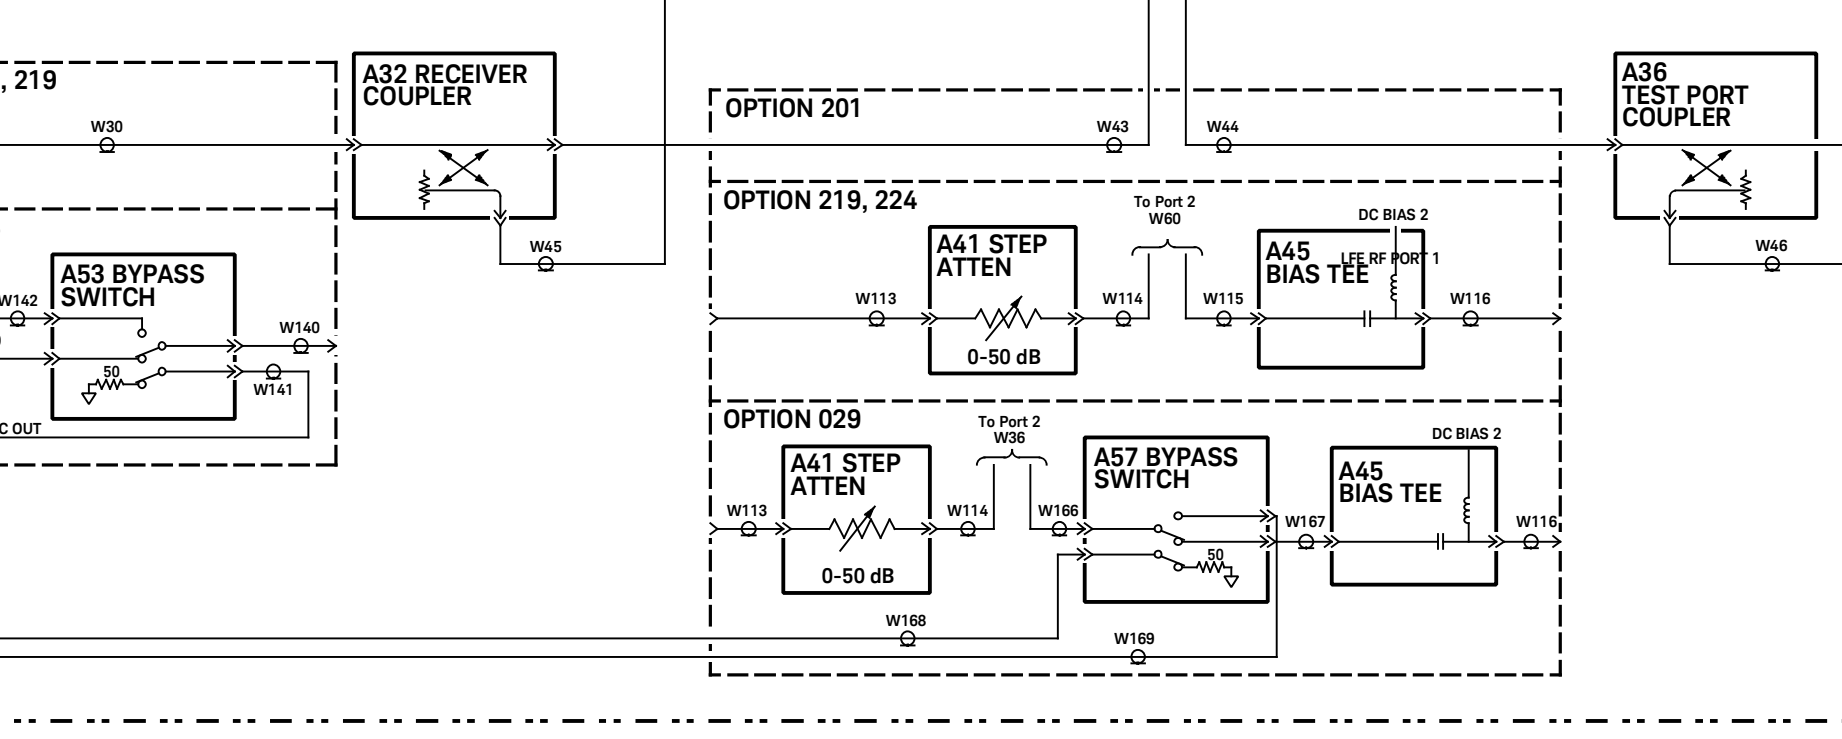 , 219
W30
A32 RECEIVER
COUPLER
W45
A53 BYPASS
SWITCH
W142
W140
50
W141
C OUT
OPTION 201
W43
W44
OPTION 219, 224
To Port 2
W60
A41 STEP
ATTEN
0-50 dB
W113
W114
W115
DC BIAS 2
A45
BIAS TEE
LFE RF PORT 1
W116
OPTION 029
To Port 2
W36
A41 STEP
ATTEN
0-50 dB
W113
W114
W166
A57 BYPASS
SWITCH
50
W167
DC BIAS 2
A45
BIAS TEE
W116
W168
W169
A36
TEST PORT
COUPLER
W46